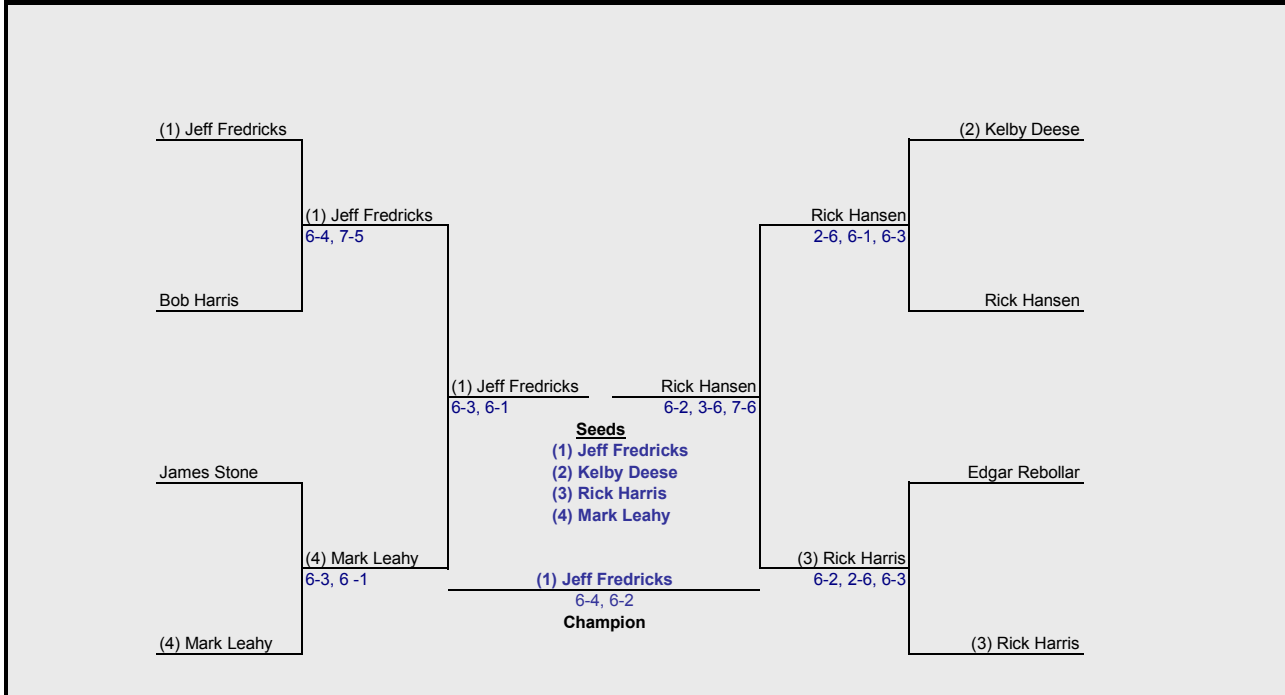 (1) Jeff Fredricks
(2) Kelby Deese
(1) Jeff Fredricks
6-4, 7-5
Rick Hansen
2-6, 6-1, 6-3
Bob Harris
Rick Hansen
(1) Jeff Fredricks
6-3, 6-1
Rick Hansen
6-2, 3-6, 7-6
Seeds
(1) Jeff Fredricks
(2) Kelby Deese
(3) Rick Harris
(4) Mark Leahy
James Stone
Edgar Rebollar
(4) Mark Leahy
6-3, 6 -1
(3) Rick Harris
6-2, 2-6, 6-3
(1) Jeff Fredricks
6-4, 6-2
Champion
(4) Mark Leahy
(3) Rick Harris